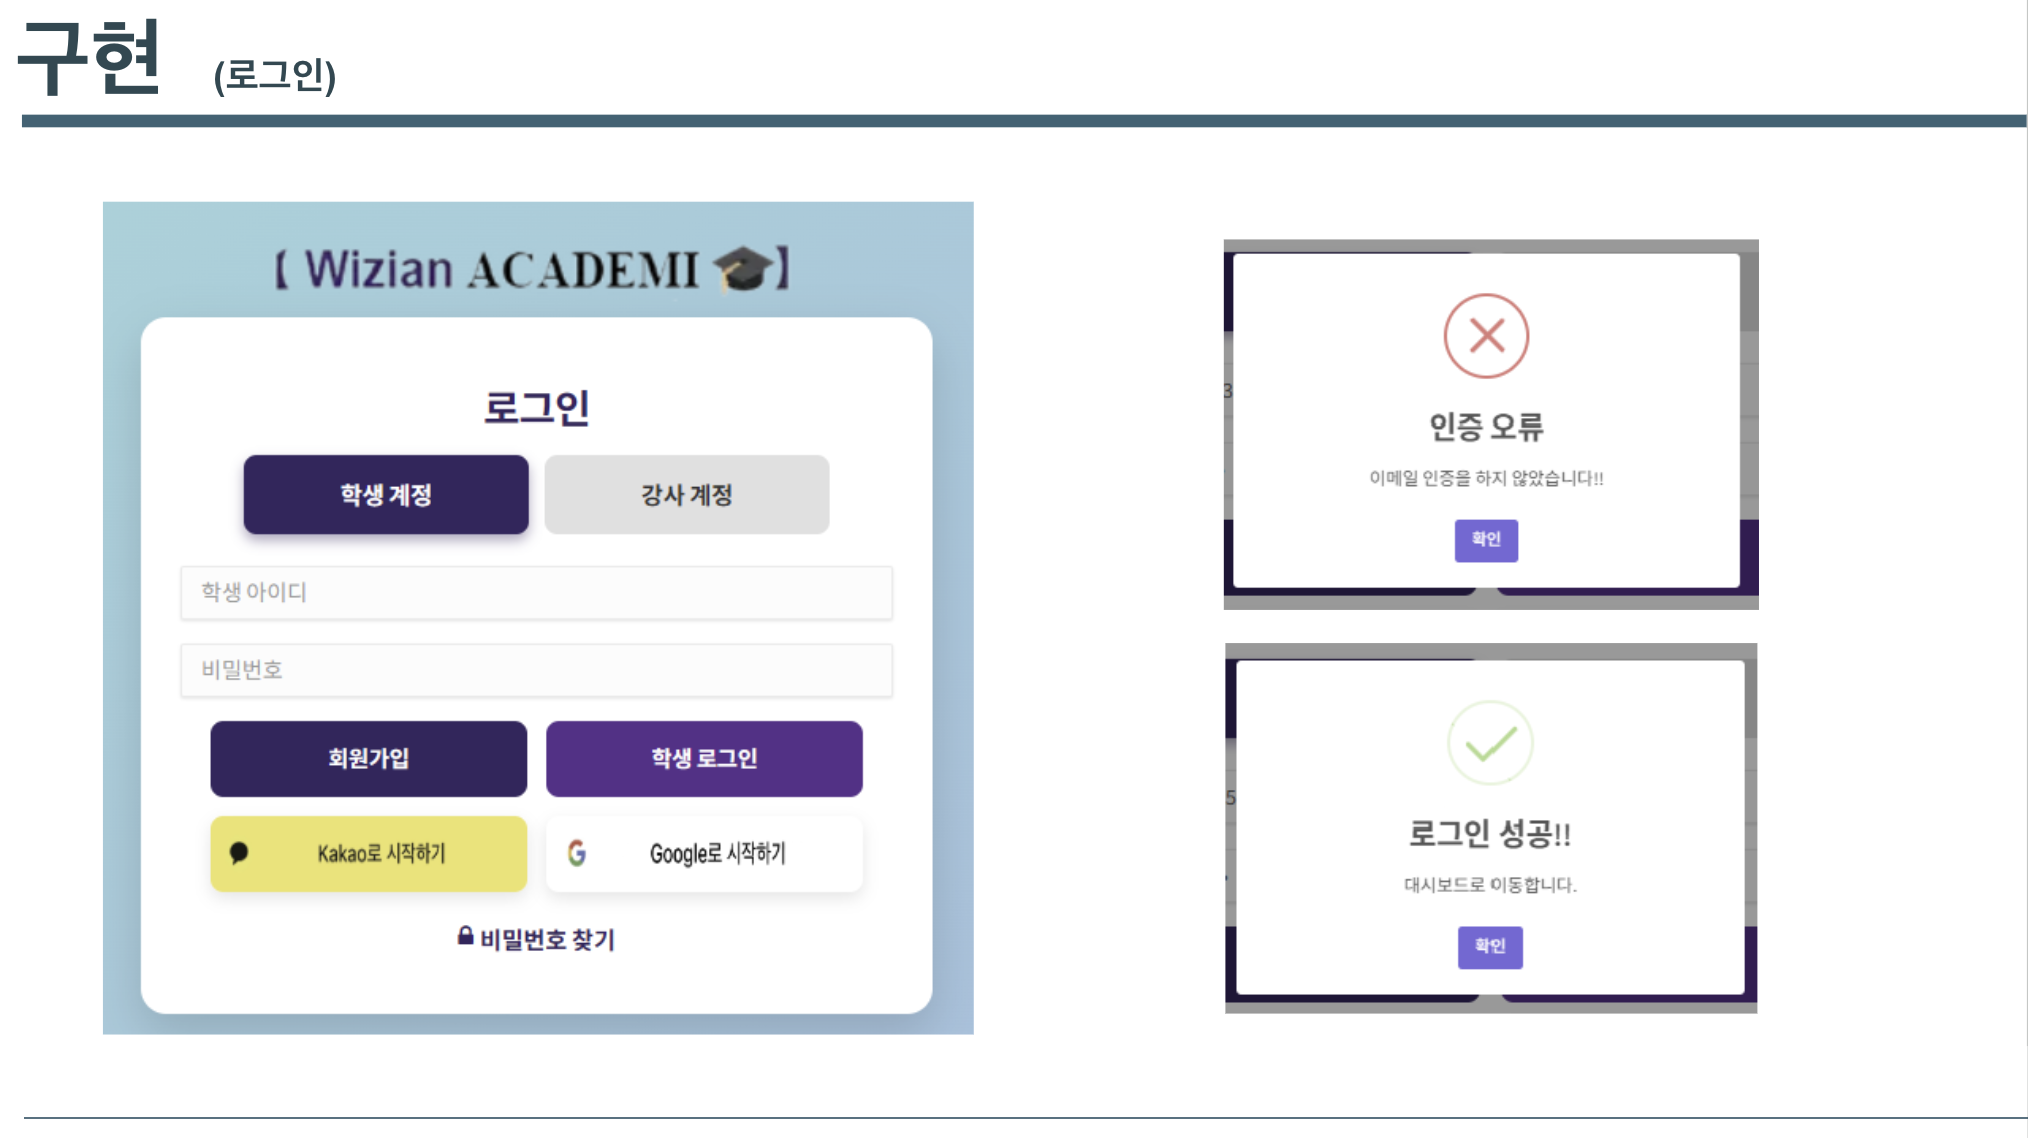 구현 (로그인)
【 Wizian ACADEMI 】
로그인
학생 계정 강사 계정
학생 아이디
비밀번호
회원가입 학생 로그인
Kakao로 시작하기 Google로 시작하기
비밀번호 찾기
3
인증 오류
이메일 인증을 하지 않았습니다!!
확인
5
로그인 성공!!
대시보드로 이동합니다.
확인